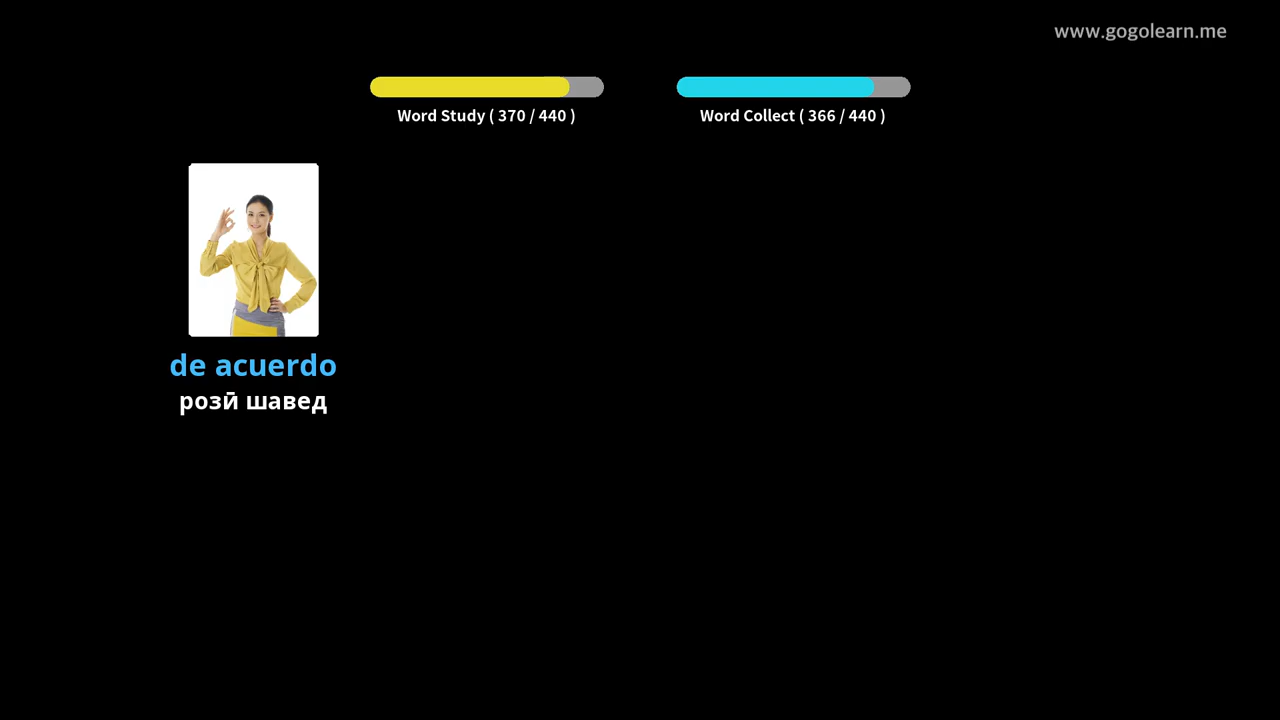 www.gogolearn.me
Word Study ( 370 / 440 )
Word Collect ( 366 / 440 )
de acuerdo
розӣ шавед